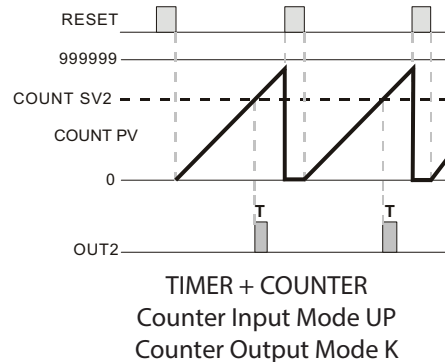 RESET
999999
COUNT SV2
COUNT PV
0
T T
OUT2
TIMER + COUNTER
Counter Input Mode UP
Counter Output Mode K